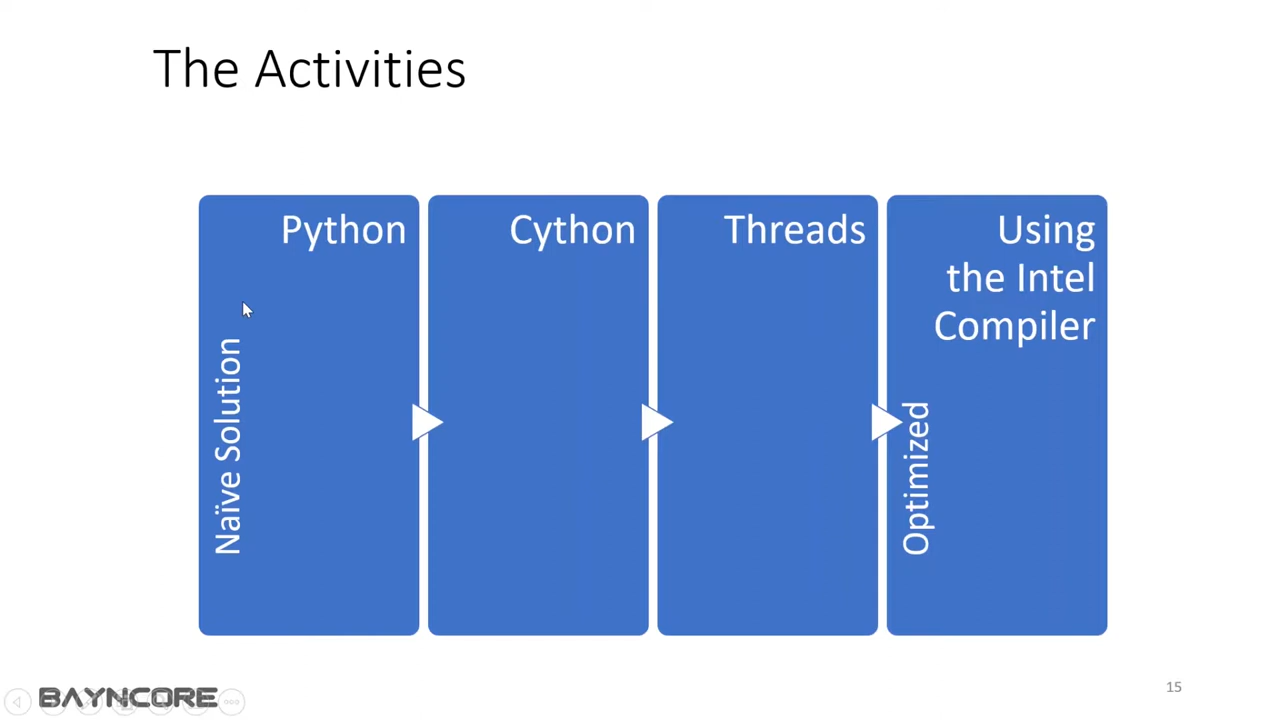 The Activities
Python
Naïve Solution
Cython
Threads
Using
the Intel
Compiler
Optimized
BAYNCORE
15